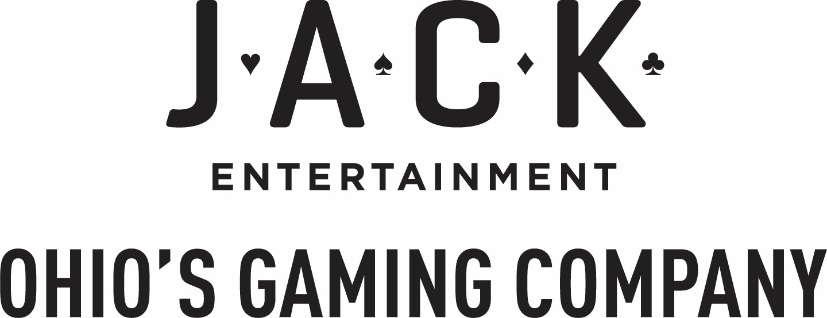 J♥A♠C♦K♣
ENTERTAINMENT
OHIO'S GAMING COMPANY